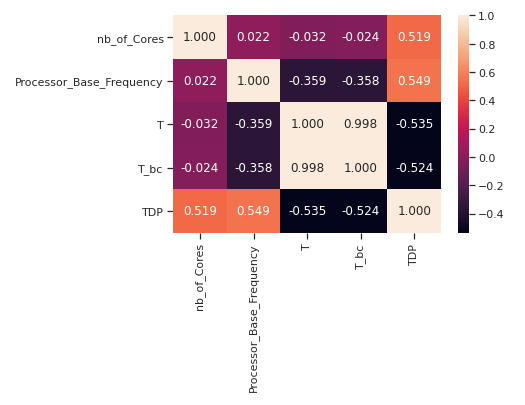 nb_of_Cores 1.000 0.022 -0.032 -0.024 0.519
Processor_Base_Frequency 0.022 1.000 -0.359 -0.358 0.549
T -0.032 -0.359 1.000 0.998 -0.535
T_bc -0.024 -0.358 0.998 1.000 -0.524
TDP 0.519 0.549 -0.535 -0.524 1.000
nb_of_Cores
Processor_Base_Frequency
T
T_bc
TDP
1.0
0.8
0.6
0.4
0.2
0.0
−0.2
−0.4